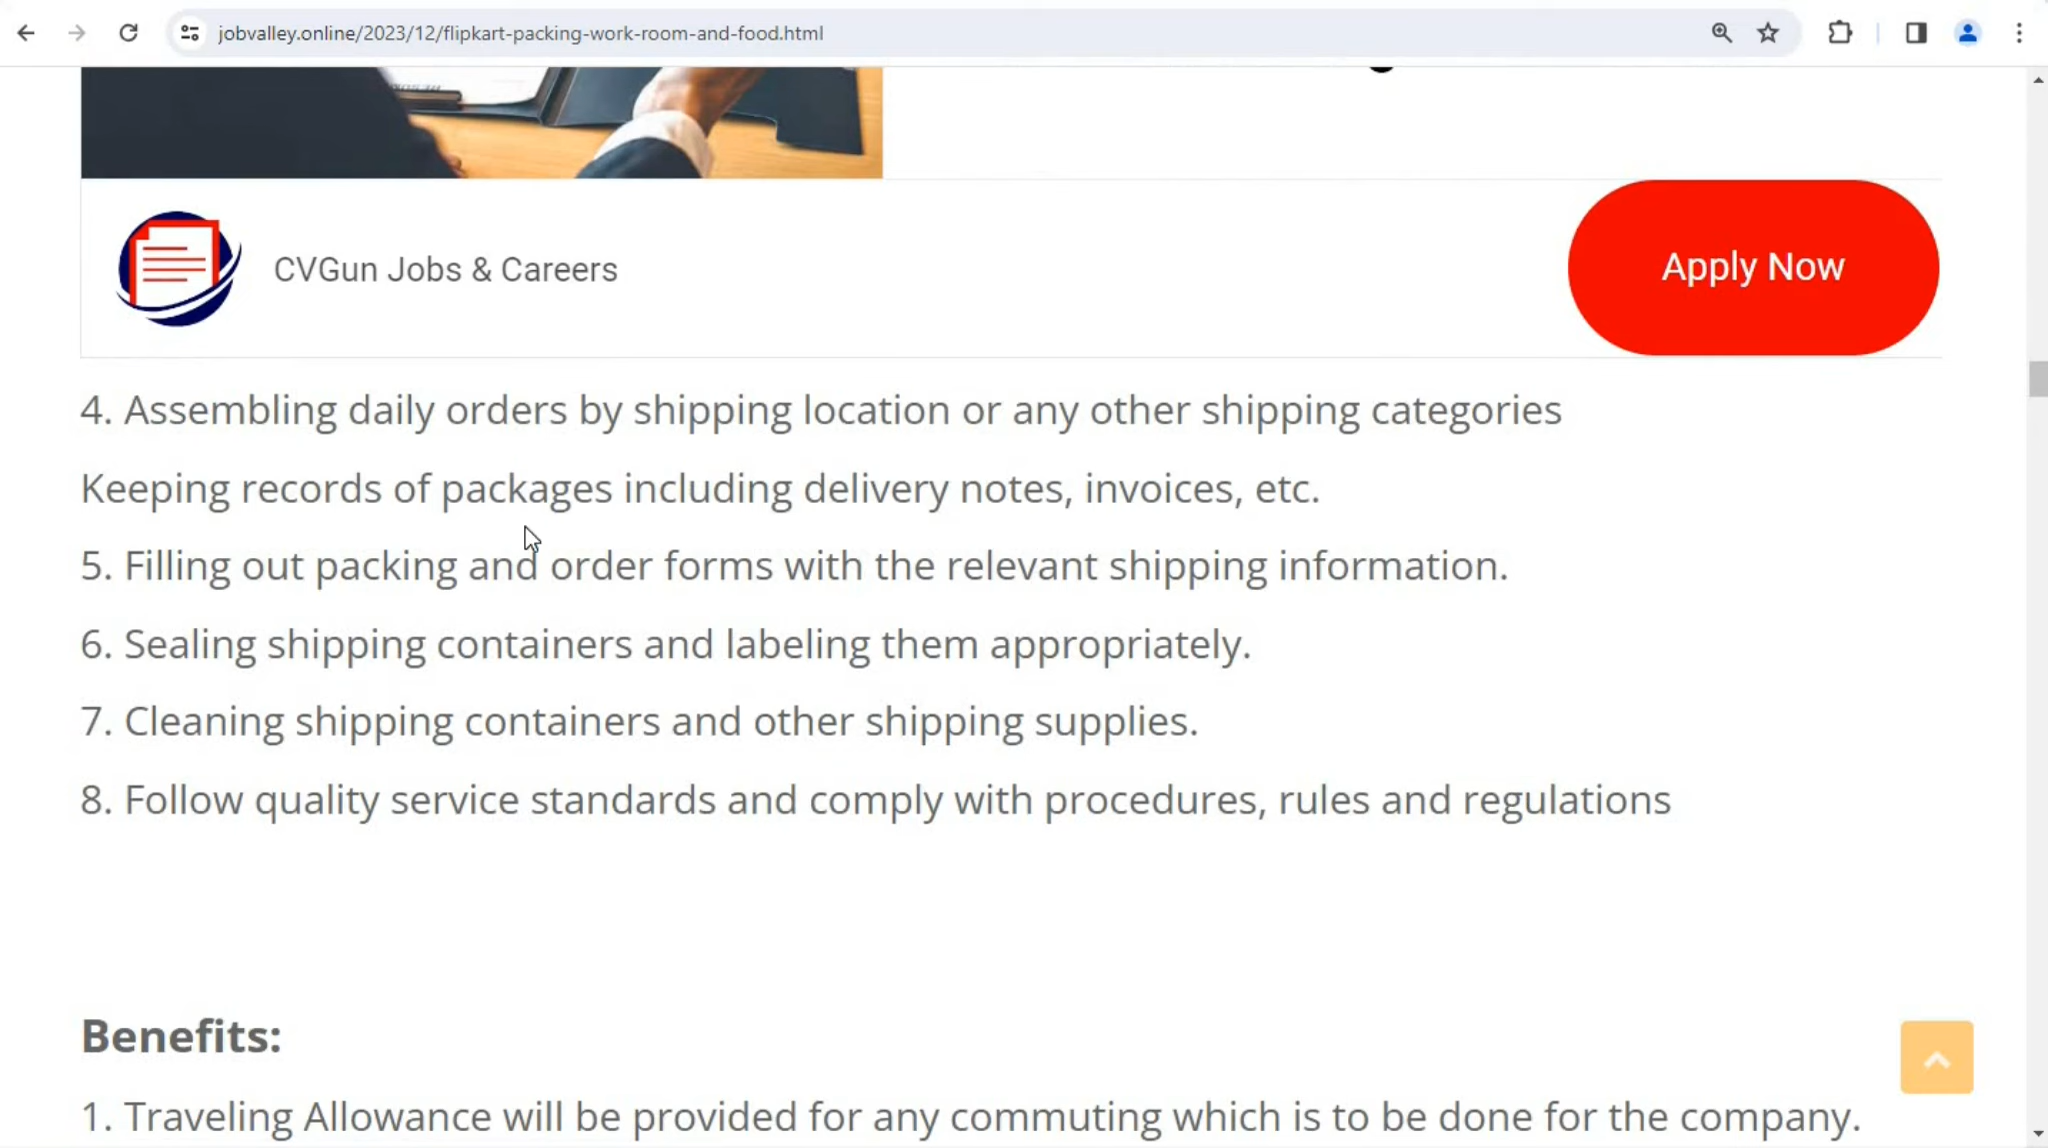 jobvalley.online/2023/12/flipkart-packing-work-room-and-food.html
CVGun Jobs & Careers
Apply Now
4. Assembling daily orders by shipping location or any other shipping categories
Keeping records of packages including delivery notes, invoices, etc.
5. Filling out packing and order forms with the relevant shipping information.
6. Sealing shipping containers and labeling them appropriately.
7. Cleaning shipping containers and other shipping supplies.
8. Follow quality service standards and comply with procedures, rules and regulations
Benefits:
1. Traveling Allowance will be provided for any commuting which is to be done for the company.